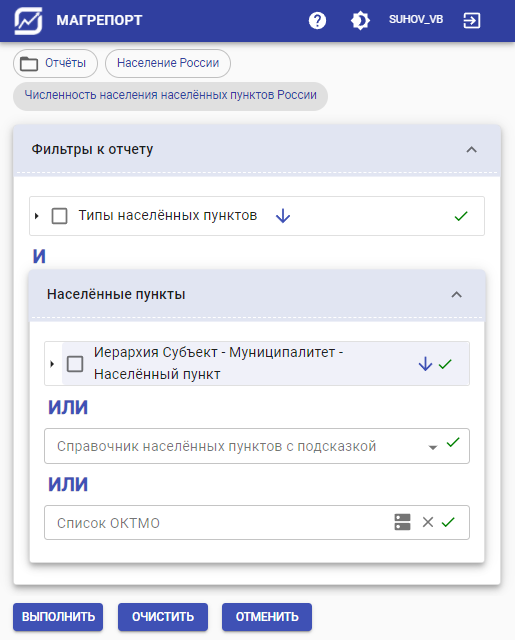 МАГРЕПОРТ
SUHOV_VB
Отчёты
Население России
Численность населения населённых пунктов России
Фильтры к отчету
Типы населённых пунктов
И
Населённые пункты
Иерархия Субъект - Муниципалитет -
Населённый пункт
ИЛИ
Справочник населённых пунктов с подсказкой
ИЛИ
Список ОКТМО
ВЫПОЛНИТЬ
ОЧИСТИТЬ
ОТМЕНИТЬ